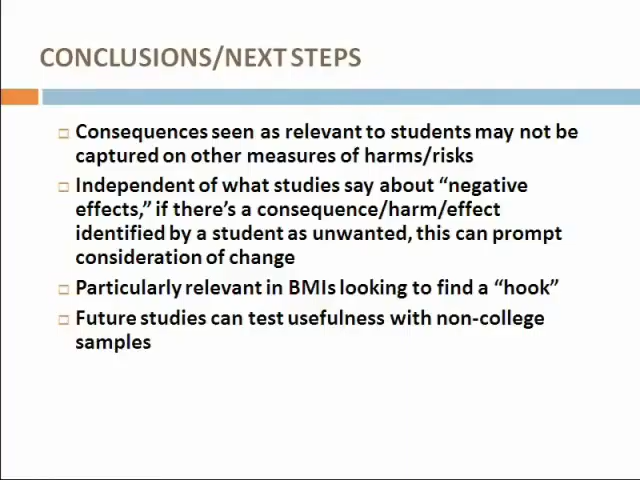 CONCLUSIONS/NEXT STEPS
Consequences seen as relevant to students may not be
captured on other measures of harms/risks
Independent of what studies say about “negative
effects,” if there’s a consequence/harm/effect
identified by a student as unwanted, this can prompt
consideration of change
Particularly relevant in BMIs looking to find a “hook”
Future studies can test usefulness with non-college
samples